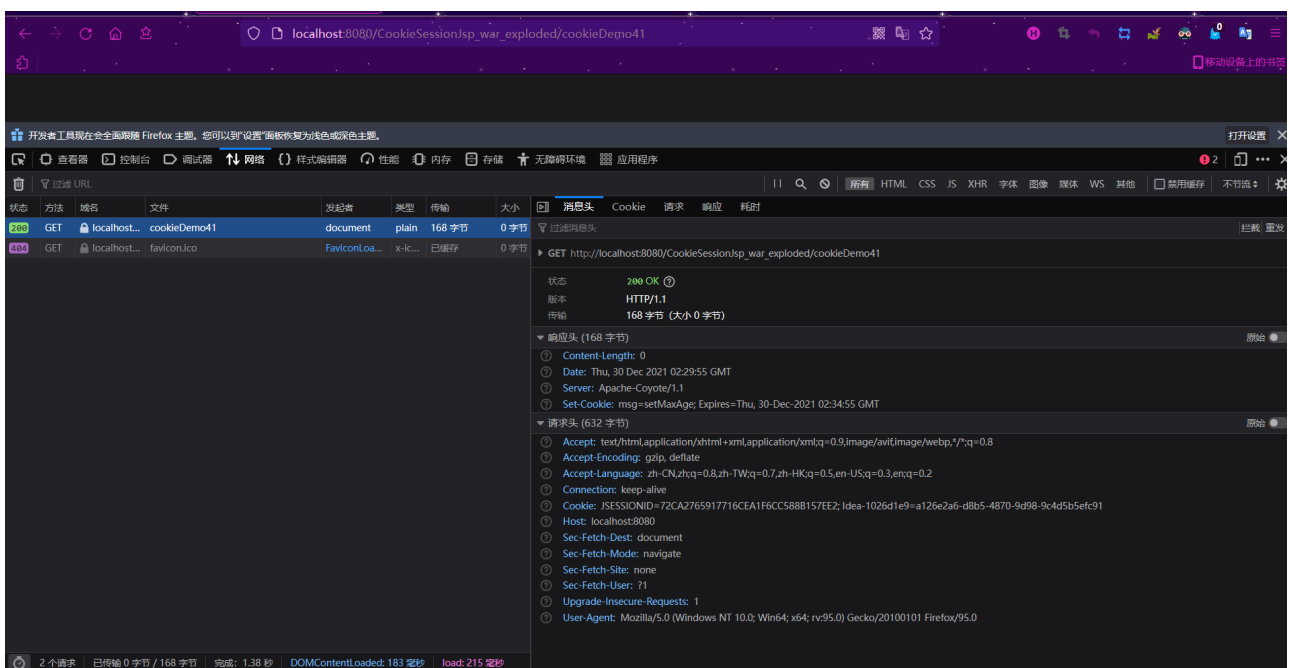 localhost:8080/CookieSessionJsp_war_exploded/cookieDemo41
移动设备上的书签
开发者工具现在会全面跟随 Firefox 主题。您可以到“设置”面板恢复为浅色或深色主题。 打开设置
查看器 控制台 调试器 网络 样式编辑器 性能 内存 存储 无障碍环境 应用程序 2
过滤 URL 所有 HTML CSS JS XHR 字体 图像 媒体 WS 其他 禁用缓存 不节流
状态 方法 域名 文件 发起者 类型 传输 大小 消息头 Cookie 请求 响应 耗时
200 GET localhost... cookieDemo41 document plain 168 字节 0 字节 过滤消息头 拦截 重发
404 GET localhost... favicon.ico FaviconLoa... x-ic... 已缓存 0 字节
GET http://localhost:8080/CookieSessionJsp_war_exploded/cookieDemo41
状态 200 OK
版本 HTTP/1.1
传输 168 字节（大小 0 字节）
响应头 (168 字节) 原始
Content-Length: 0
Date: Thu, 30 Dec 2021 02:29:55 GMT
Server: Apache-Coyote/1.1
Set-Cookie: msg=setMaxAge; Expires=Thu, 30-Dec-2021 02:34:55 GMT
请求头 (632 字节) 原始
Accept: text/html,application/xhtml+xml,application/xml;q=0.9,image/avif,image/webp,*/*;q=0.8
Accept-Encoding: gzip, deflate
Accept-Language: zh-CN,zh;q=0.8,zh-TW;q=0.7,zh-HK;q=0.5,en-US;q=0.3,en;q=0.2
Connection: keep-alive
Cookie: JSESSIONID=72CA2765917716CEA1F6CC588B157EE2; Idea-1026d1e9=a126e2a6-d8b5-4870-9d98-9c4d5b5efc91
Host: localhost:8080
Sec-Fetch-Dest: document
Sec-Fetch-Mode: navigate
Sec-Fetch-Site: none
Sec-Fetch-User: ?1
Upgrade-Insecure-Requests: 1
User-Agent: Mozilla/5.0 (Windows NT 10.0; Win64; x64; rv:95.0) Gecko/20100101 Firefox/95.0
2 个请求 已传输 0 字节 / 168 字节 完成：1.38 秒 DOMContentLoaded: 183 毫秒 load: 215 毫秒